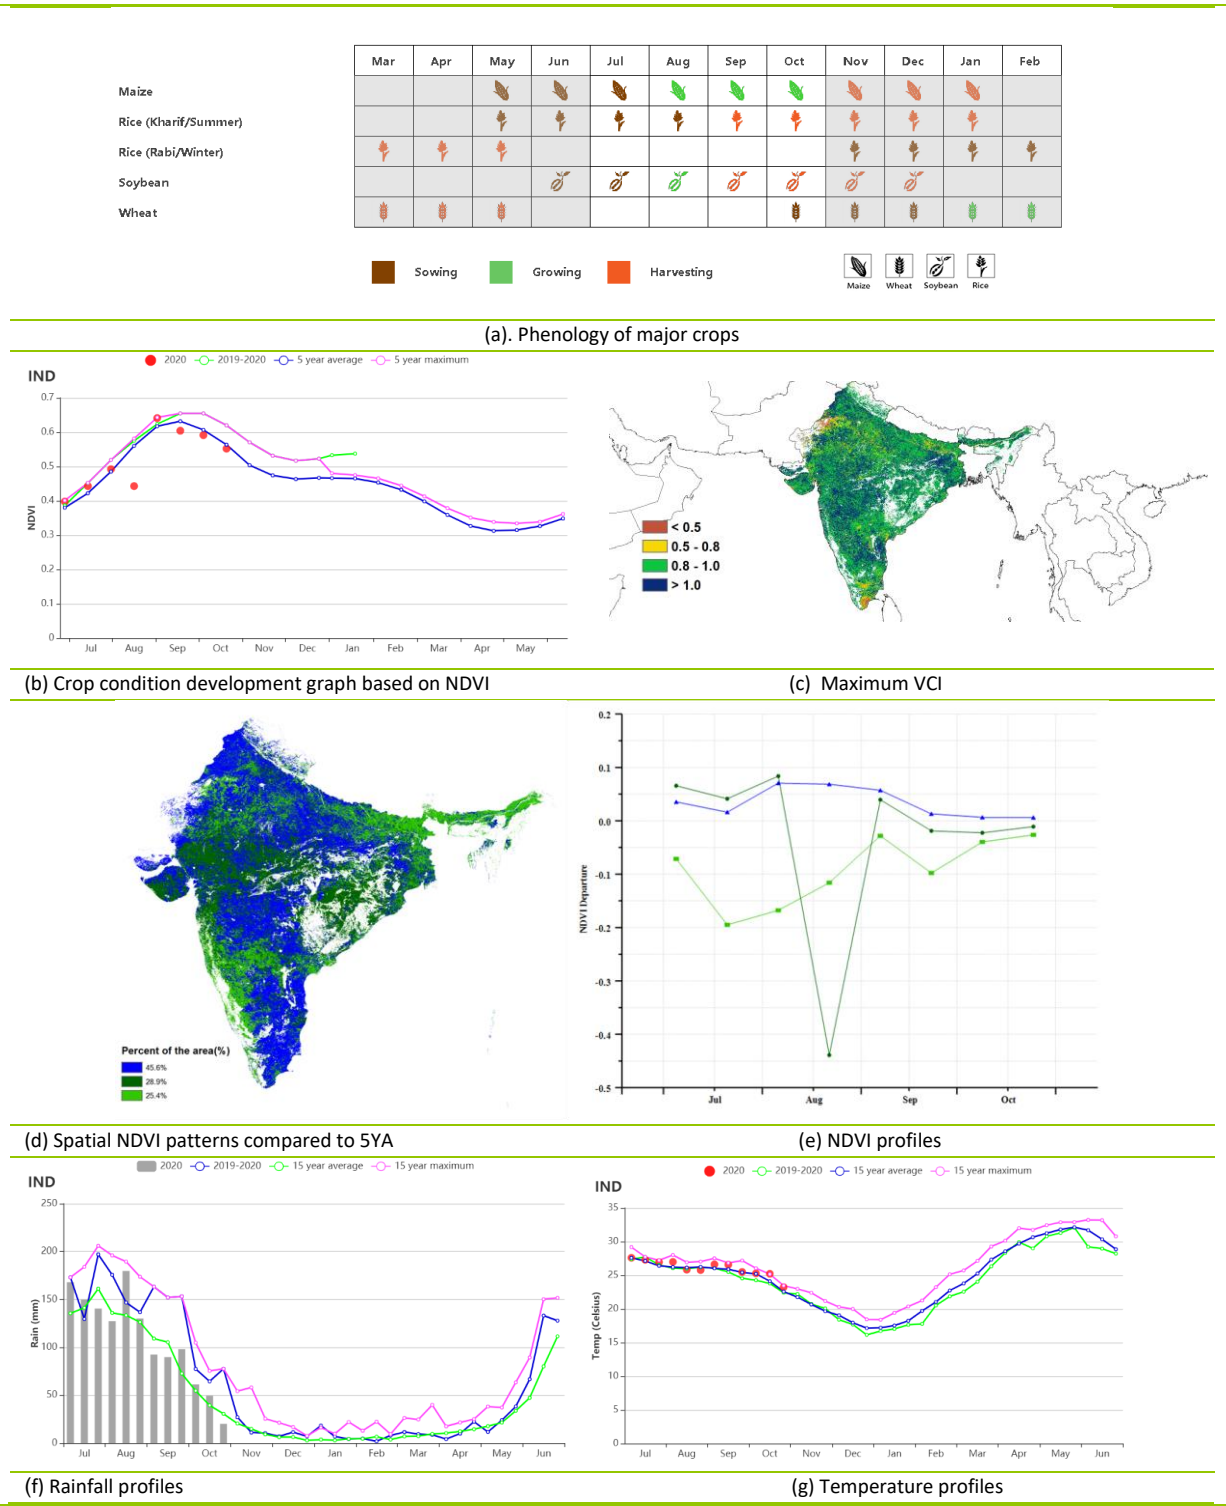 Mar Apr May Jun Jul Aug Sep Oct Nov Dec Jan Feb
Maize
Rice (Kharif/Summer)
Rice (Rabi/Winter)
Soybean
Wheat
Sowing Growing Harvesting
Maize Wheat Soybean Rice
(a). Phenology of major crops
2020 2019-2020 5 year average 5 year maximum
IND
0.7
0.6
0.5
0.4
0.3
0.2
0.1
0
NDVI
Jul Aug Sep Oct Nov Dec Jan Feb Mar Apr May
< 0.5
0.5 - 0.8
0.8 - 1.0
> 1.0
(b) Crop condition development graph based on NDVI
(c) Maximum VCI
Percent of the area(%)
45.6%
28.9%
25.4%
0.2
0.1
0.0
-0.1
-0.2
-0.3
-0.4
-0.5
NDVI Departure
Jul Aug Sep Oct
(d) Spatial NDVI patterns compared to 5YA
(e) NDVI profiles
2020 2019-2020 15 year average 15 year maximum
IND
250
200
150
100
50
0
Rain (mm)
Jul Aug Sep Oct Nov Dec Jan Feb Mar Apr May Jun
2020 2019-2020 15 year average 15 year maximum
IND
35
30
25
20
15
10
5
0
Temp (Celsius)
Jul Aug Sep Oct Nov Dec Jan Feb Mar Apr May Jun
(f) Rainfall profiles
(g) Temperature profiles